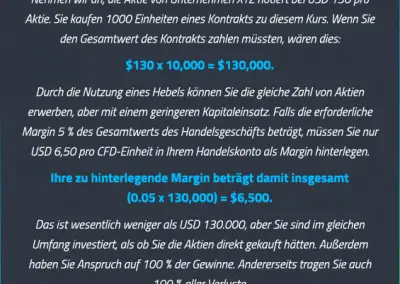 Nehmen wir an, die Aktie von Unternehmen XYZ notiert bei USD 130 pro
Aktie. Sie kaufen 1000 Einheiten eines Kontrakts zu diesem Kurs. Wenn Sie
den Gesamtwert des Kontrakts zahlen müssten, wären dies:
$130 x 10,000 = $130,000.
Durch die Nutzung eines Hebels können Sie die gleiche Zahl von Aktien
erwerben, aber mit einem geringeren Kapitaleinsatz. Falls die erforderliche
Margin 5 % des Gesamtwerts des Handelsgeschäfts beträgt, müssen Sie nur
USD 6,50 pro CFD-Einheit in Ihrem Handelskonto als Margin hinterlegen.
Ihre zu hinterlegende Margin beträgt damit insgesamt
(0.05 x 130,000) = $6,500.
Das ist wesentlich weniger als USD 130.000, aber Sie sind im gleichen
Umfang investiert, als ob Sie die Aktien direkt gekauft hätten. Außerdem
haben Sie Anspruch auf 100 % der Gewinne. Andererseits tragen Sie auch
100 % aller Verluste.